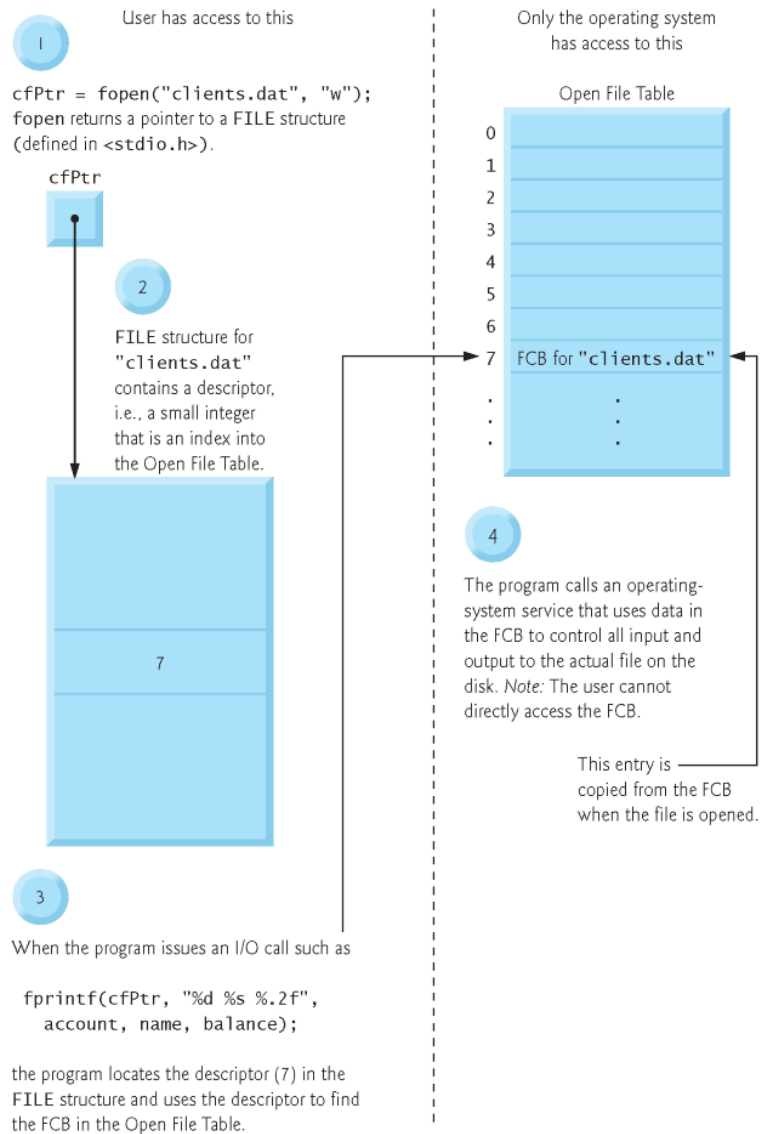 User has access to this
1
cfPtr = fopen("clients.dat", "w");
fopen returns a pointer to a FILE structure
(defined in <stdio.h>).
cfPtr
2
FILE structure for
"clients.dat"
contains a descriptor,
i.e., a small integer
that is an index into
the Open File Table.
7
3
When the program issues an I/O call such as
fprintf(cfPtr, "%d %s %.2f",
account, name, balance);
the program locates the descriptor (7) in the
FILE structure and uses the descriptor to find
the FCB in the Open File Table.
Only the operating system
has access to this
Open File Table
0
1
2
3
4
5
6
7 FCB for "clients.dat"
. .
. .
. .
4
The program calls an operating-
system service that uses data in
the FCB to control all input and
output to the actual file on the
disk. Note: The user cannot
directly access the FCB.
This entry is
copied from the FCB
when the file is opened.